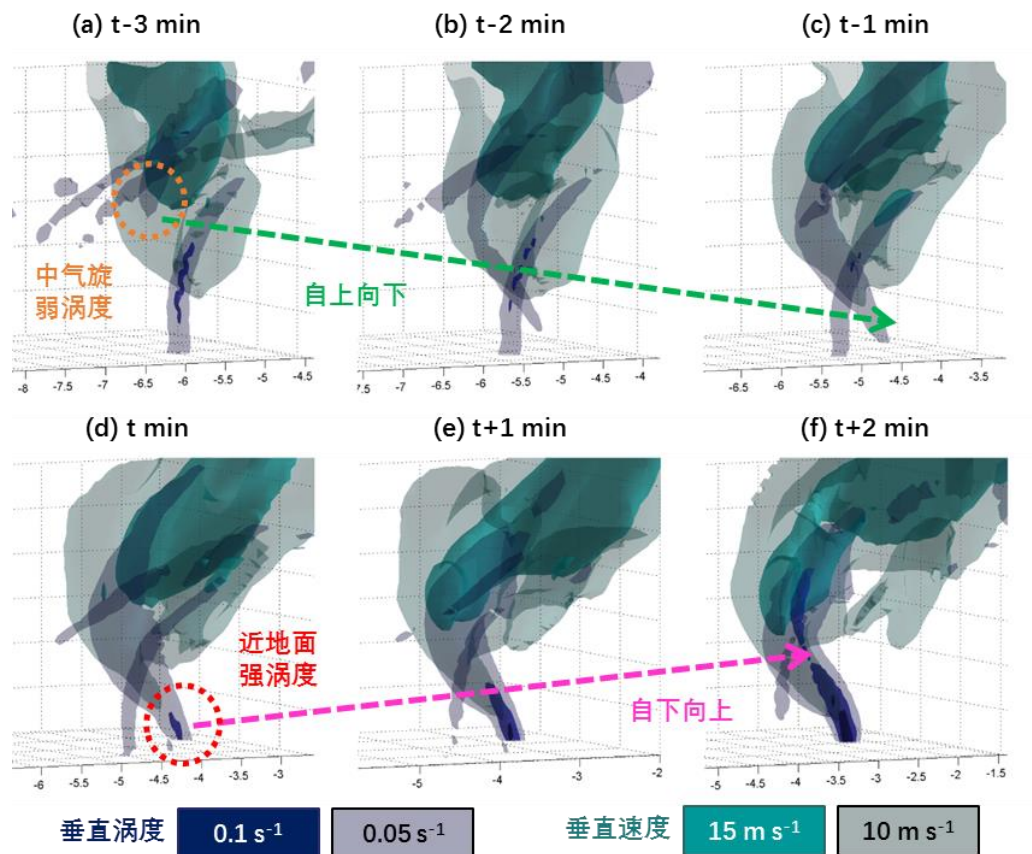 (a) t-3 min
(b) t-2 min
(c) t-1 min
中气旋
弱涡度
自上向下
-8 -7.5 -7 -6.5 -6 -5.5 -5 -4.5
7.5 -7 -6.5 -6 -5.5 -5 -4.5 -4
-6.5 -6 -5.5 -5 -4.5 -4 -3.5
(d) t min
(e) t+1 min
(f) t+2 min
近地面
强涡度
自下向上
-6 -5.5 -5 -4.5 -4 -3.5 -3
-5 -4 -3 -2
-5 -4.5 -4 -3.5 -3 -2.5 -2 -1.5
垂直涡度 0.1 s⁻¹ 0.05 s⁻¹ 垂直速度 15 m s⁻¹ 10 m s⁻¹